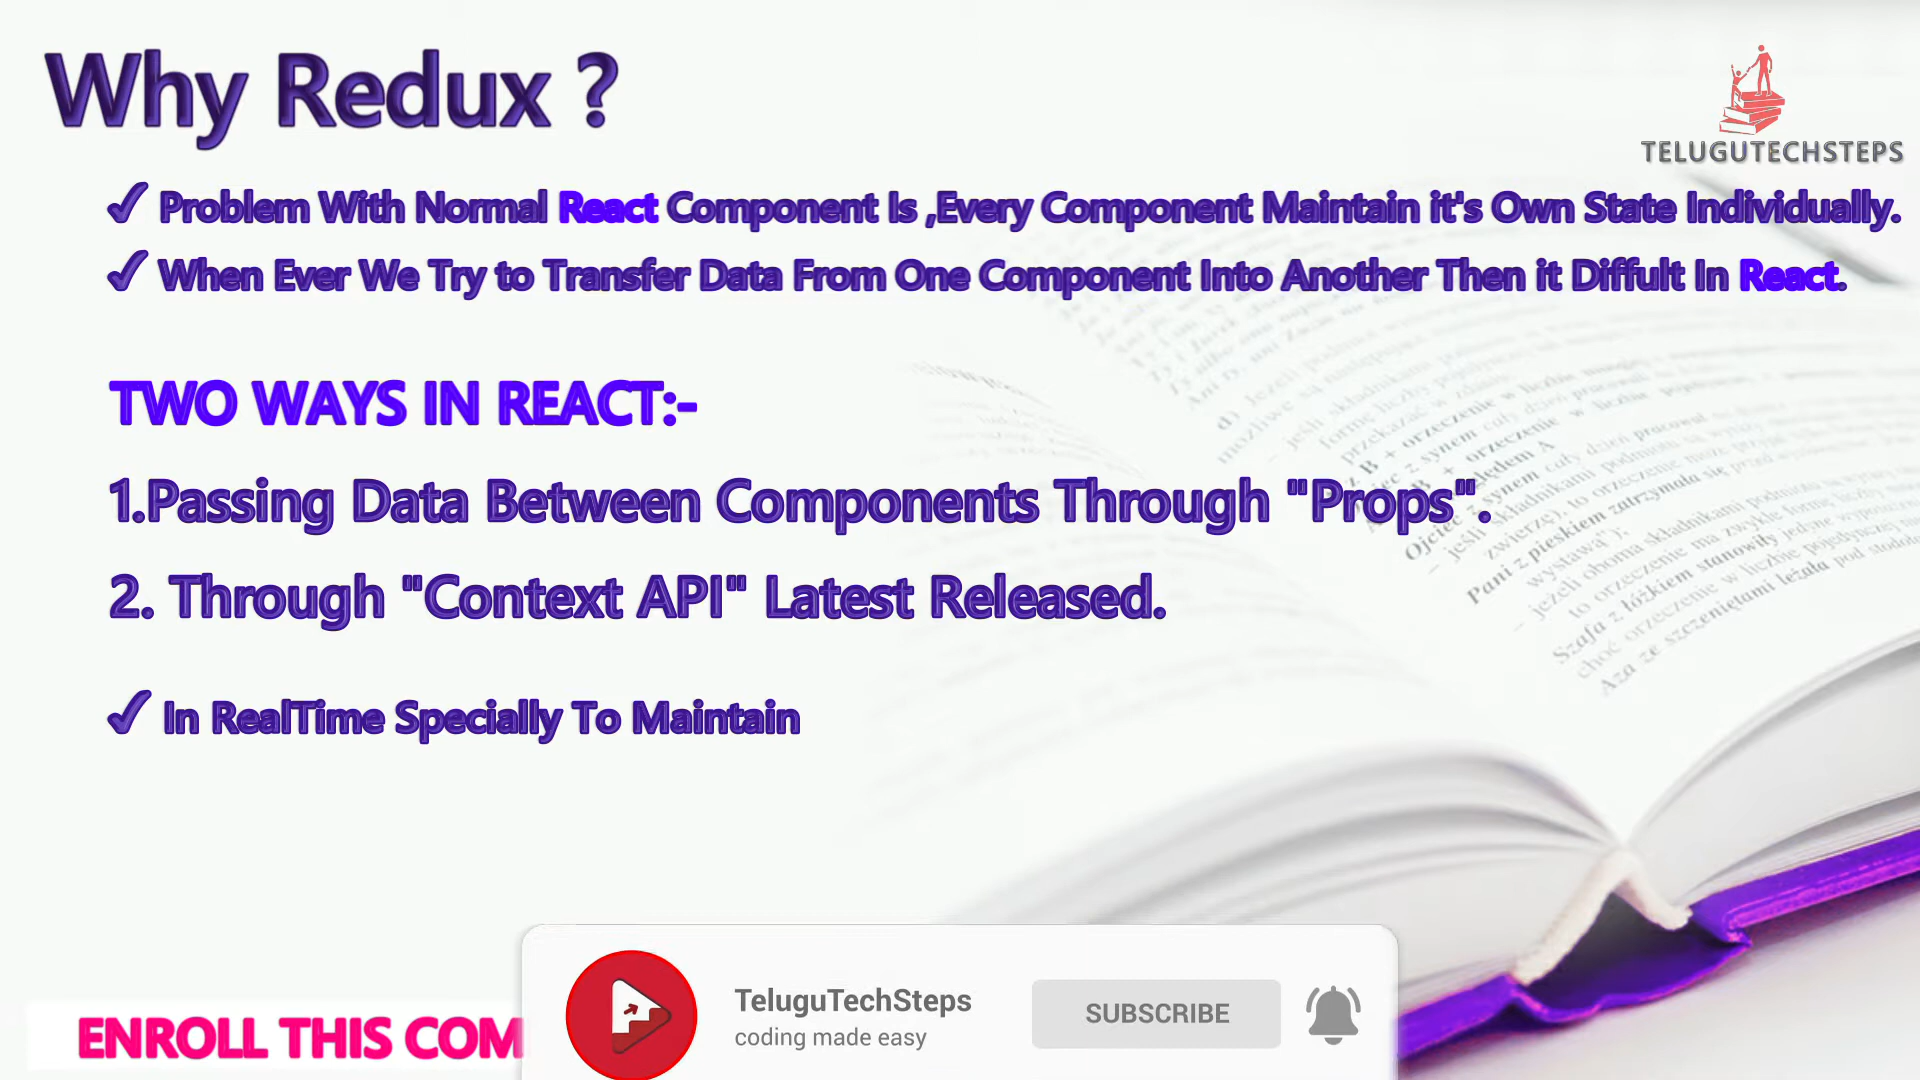 Why Redux ?
TELUGUTECHSTEPS
✓ Problem With Normal React Component Is ,Every Component Maintain it's Own State Individually.
✓ When Ever We Try to Transfer Data From One Component Into Another Then it Diffult In React.
TWO WAYS IN REACT:-
1.Passing Data Between Components Through "Props".
2. Through "Context API" Latest Released.
✓ In RealTime Specially To Maintain
ENROLL THIS COM
TeluguTechSteps
coding made easy
SUBSCRIBE